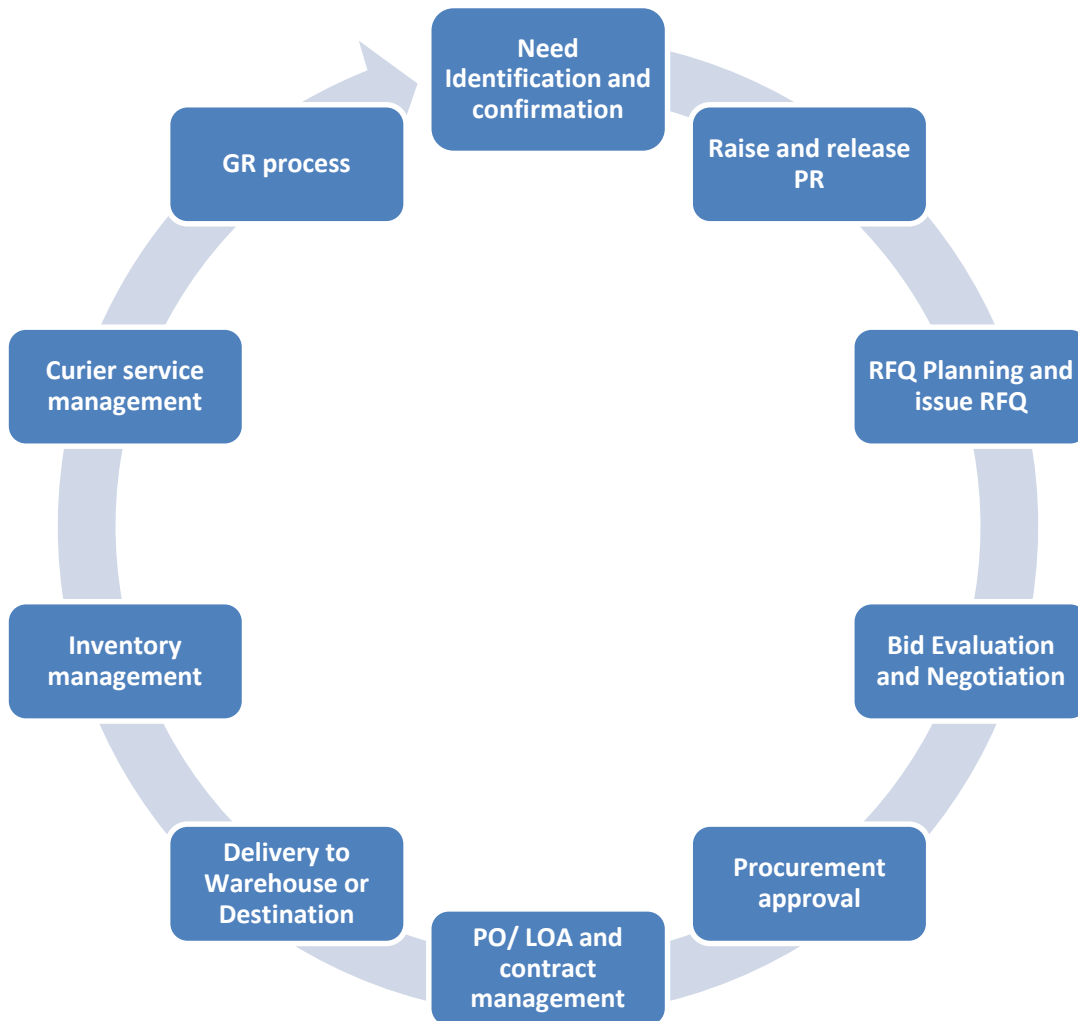 Need
Identification and
confirmation
Raise and release
PR
RFQ Planning and
issue RFQ
Bid Evaluation
and Negotiation
Procurement
approval
PO/ LOA and
contract
management
Delivery to
Warehouse or
Destination
Inventory
management
Curier service
management
GR process